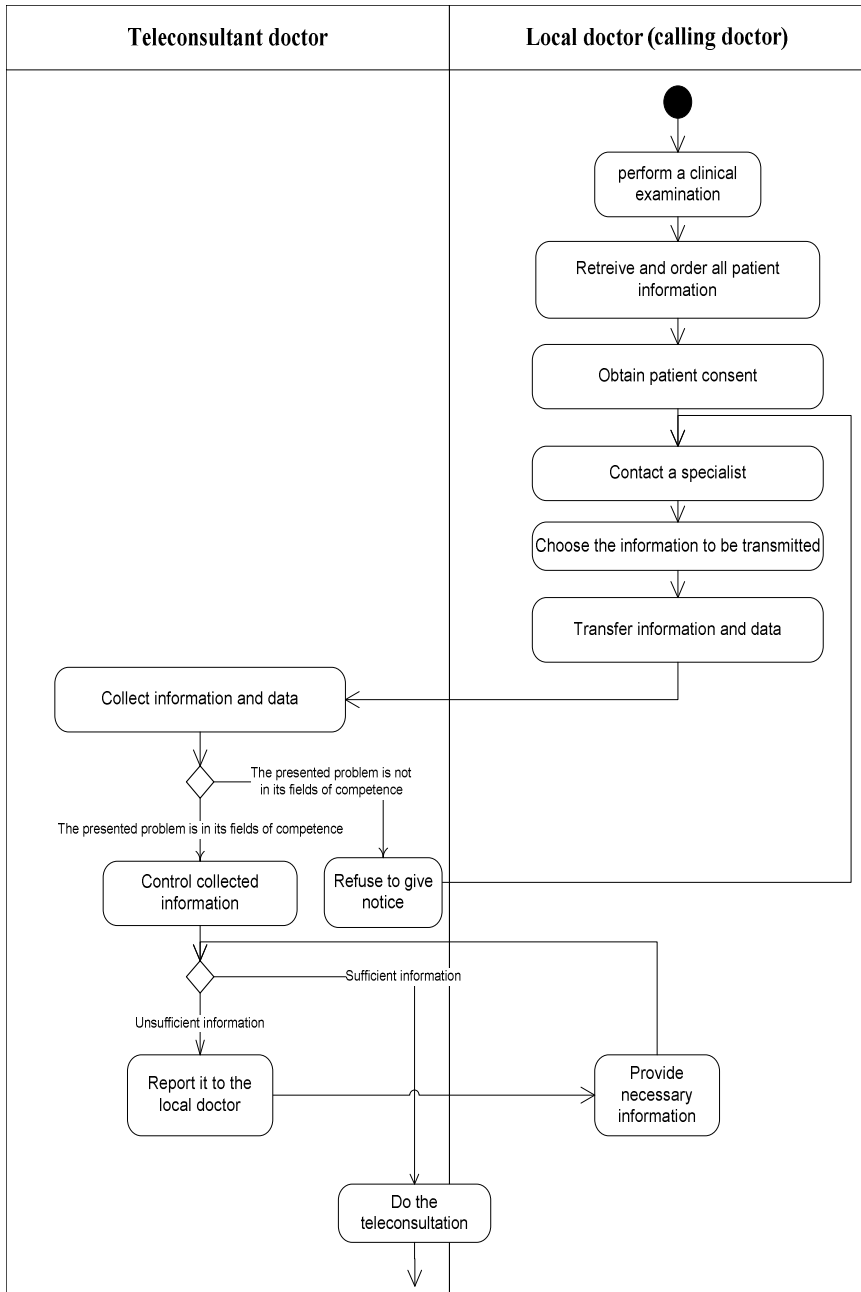 Teleconsultant doctor
Local doctor (calling doctor)
perform a clinical
examination
Retreive and order all patient
information
Obtain patient consent
Contact a specialist
Choose the information to be transmitted
Transfer information and data
Collect information and data
The presented problem is not
in its fields of competence
The presented problem is in its fields of competence
Control collected
information
Refuse to give
notice
Sufficient information
Unsufficient information
Report it to the
local doctor
Provide
necessary
information
Do the
teleconsultation